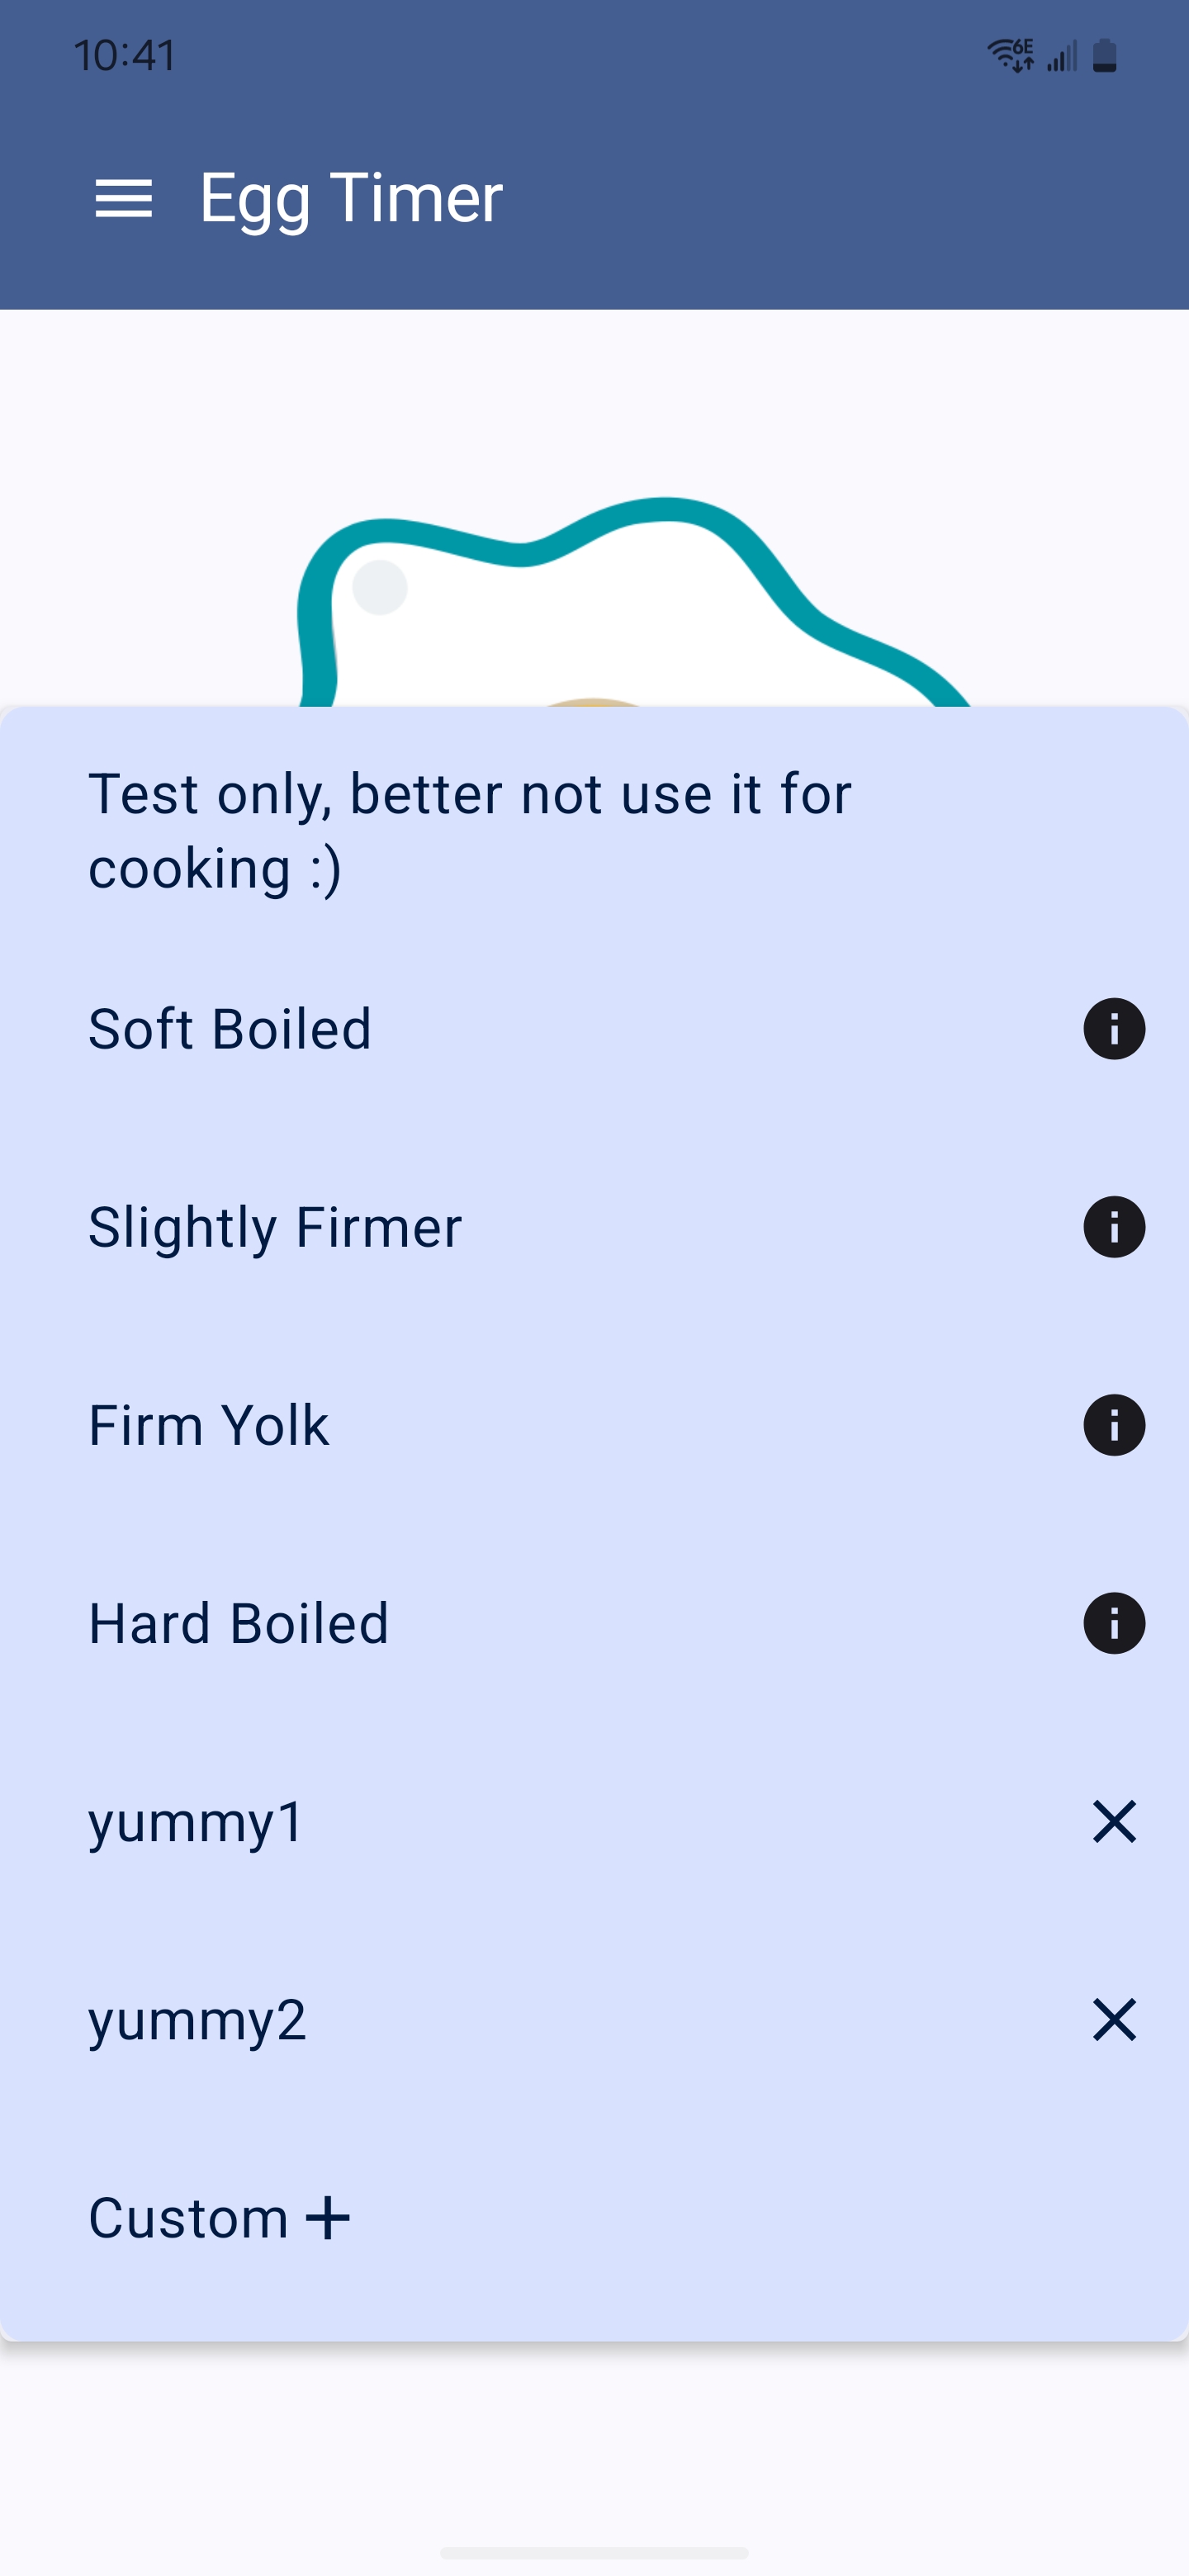 10:41
6E
Egg Timer
Test only, better not use it for
cooking :)
Soft Boiled
Slightly Firmer
Firm Yolk
Hard Boiled
yummy1
yummy2
Custom +